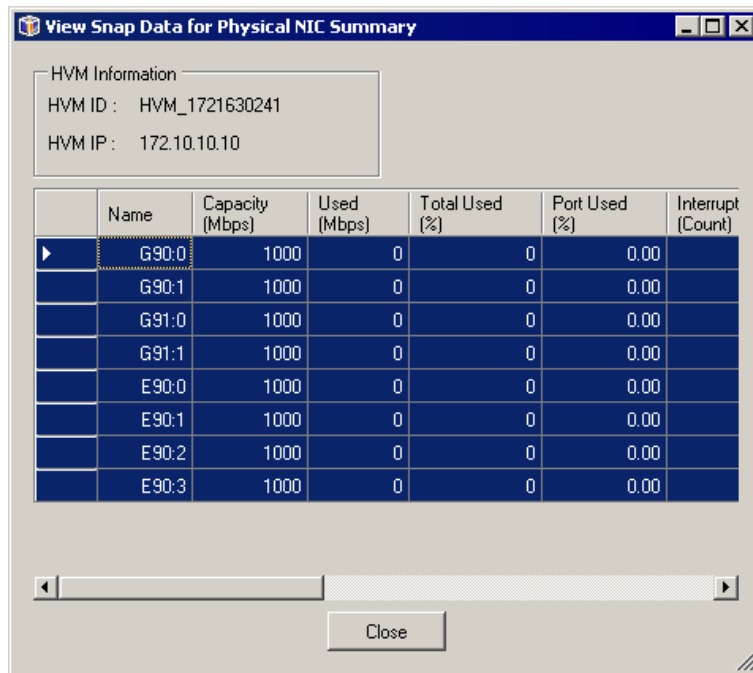 View Snap Data for Physical NIC Summary
HVM Information
HVM ID : HVM_1721630241
HVM IP : 172.10.10.10
Name Capacity (Mbps) Used (Mbps) Total Used (%) Port Used (%) Interrupt (Count)
G90:0 1000 0 0 0.00
G90:1 1000 0 0 0.00
G91:0 1000 0 0 0.00
G91:1 1000 0 0 0.00
E90:0 1000 0 0 0.00
E90:1 1000 0 0 0.00
E90:2 1000 0 0 0.00
E90:3 1000 0 0 0.00
Close